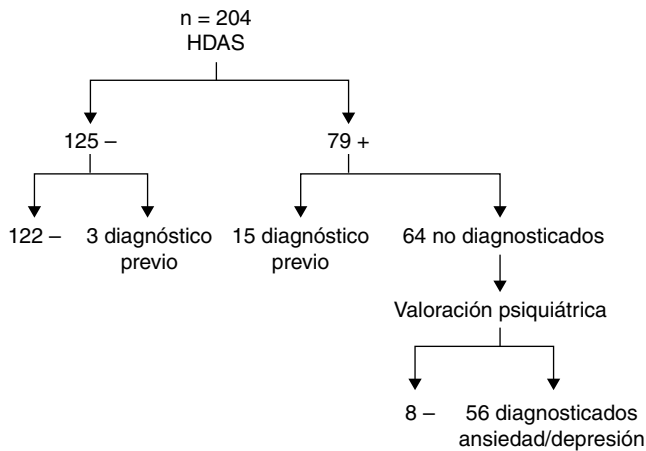 n = 204
HDAS
125 –
79 +
122 –
3 diagnóstico
previo
15 diagnóstico
previo
64 no diagnosticados
Valoración psiquiátrica
8 –
56 diagnosticados
ansiedad/depresión